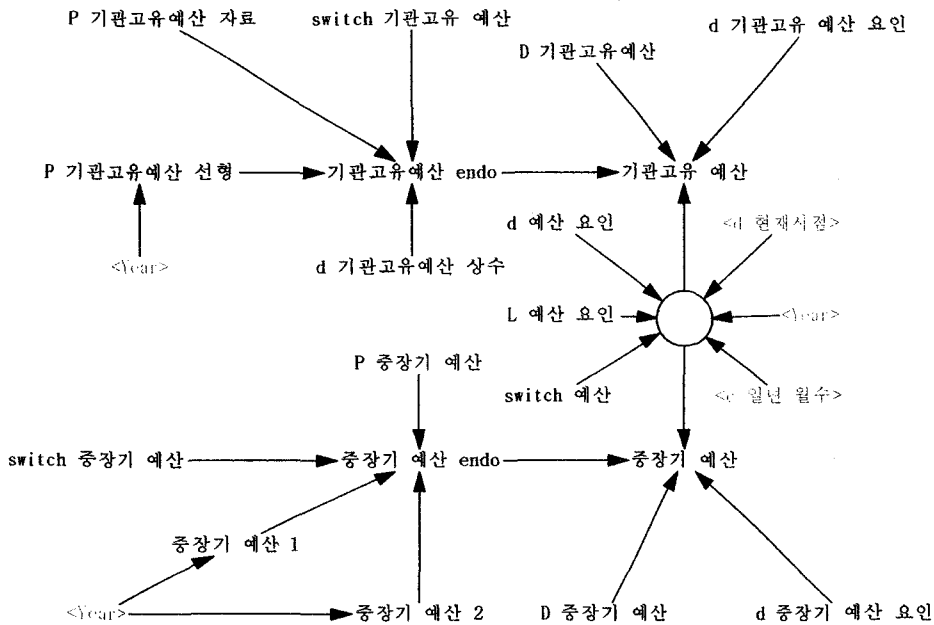 P 기관고유예산 자료
switch 기관고유 예산
d 기관고유 예산 요인
D 기관고유예산
P 기관고유예산 선형
기관고유예산 endo
기관고유 예산
d 예산 요인
<d 현재시점>
<Year>
d 기관고유예산 상수
L 예산 요인
<Year>
P 중장기 예산
switch 예산
<c 일년 월수>
switch 중장기 예산
중장기 예산 endo
중장기 예산
중장기 예산 1
<Year>
중장기 예산 2
D 중장기 예산
d 중장기 예산 요인